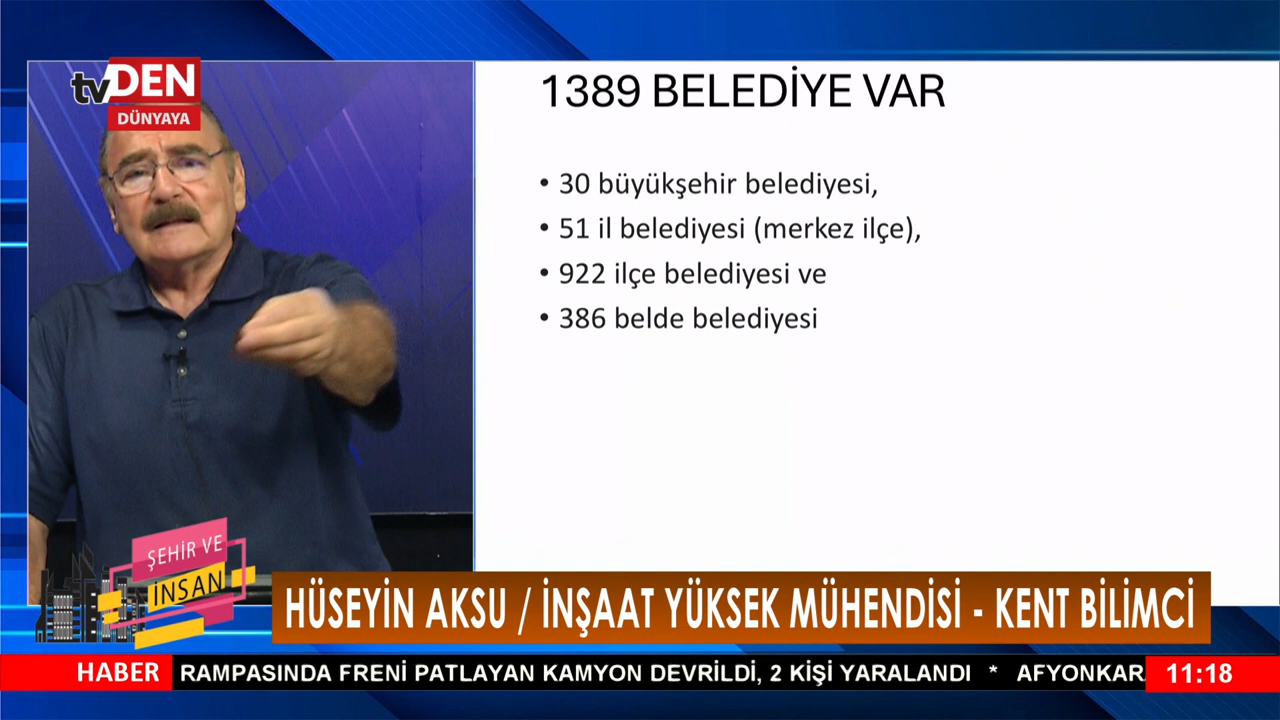 tvDEN
DÜNYAYA
1389 BELEDİYE VAR
• 30 büyükşehir belediyesi,
• 51 il belediyesi (merkez ilçe),
• 922 ilçe belediyesi ve
• 386 belde belediyesi
ŞEHİR VE
İNSAN
HÜSEYİN AKSU / İNŞAAT YÜKSEK MÜHENDİSİ - KENT BİLİMCİ
HABER RAMPASINDA FRENİ PATLAYAN KAMYON DEVRİLDİ, 2 KİŞİ YARALANDI * AFYONKAR 11:18